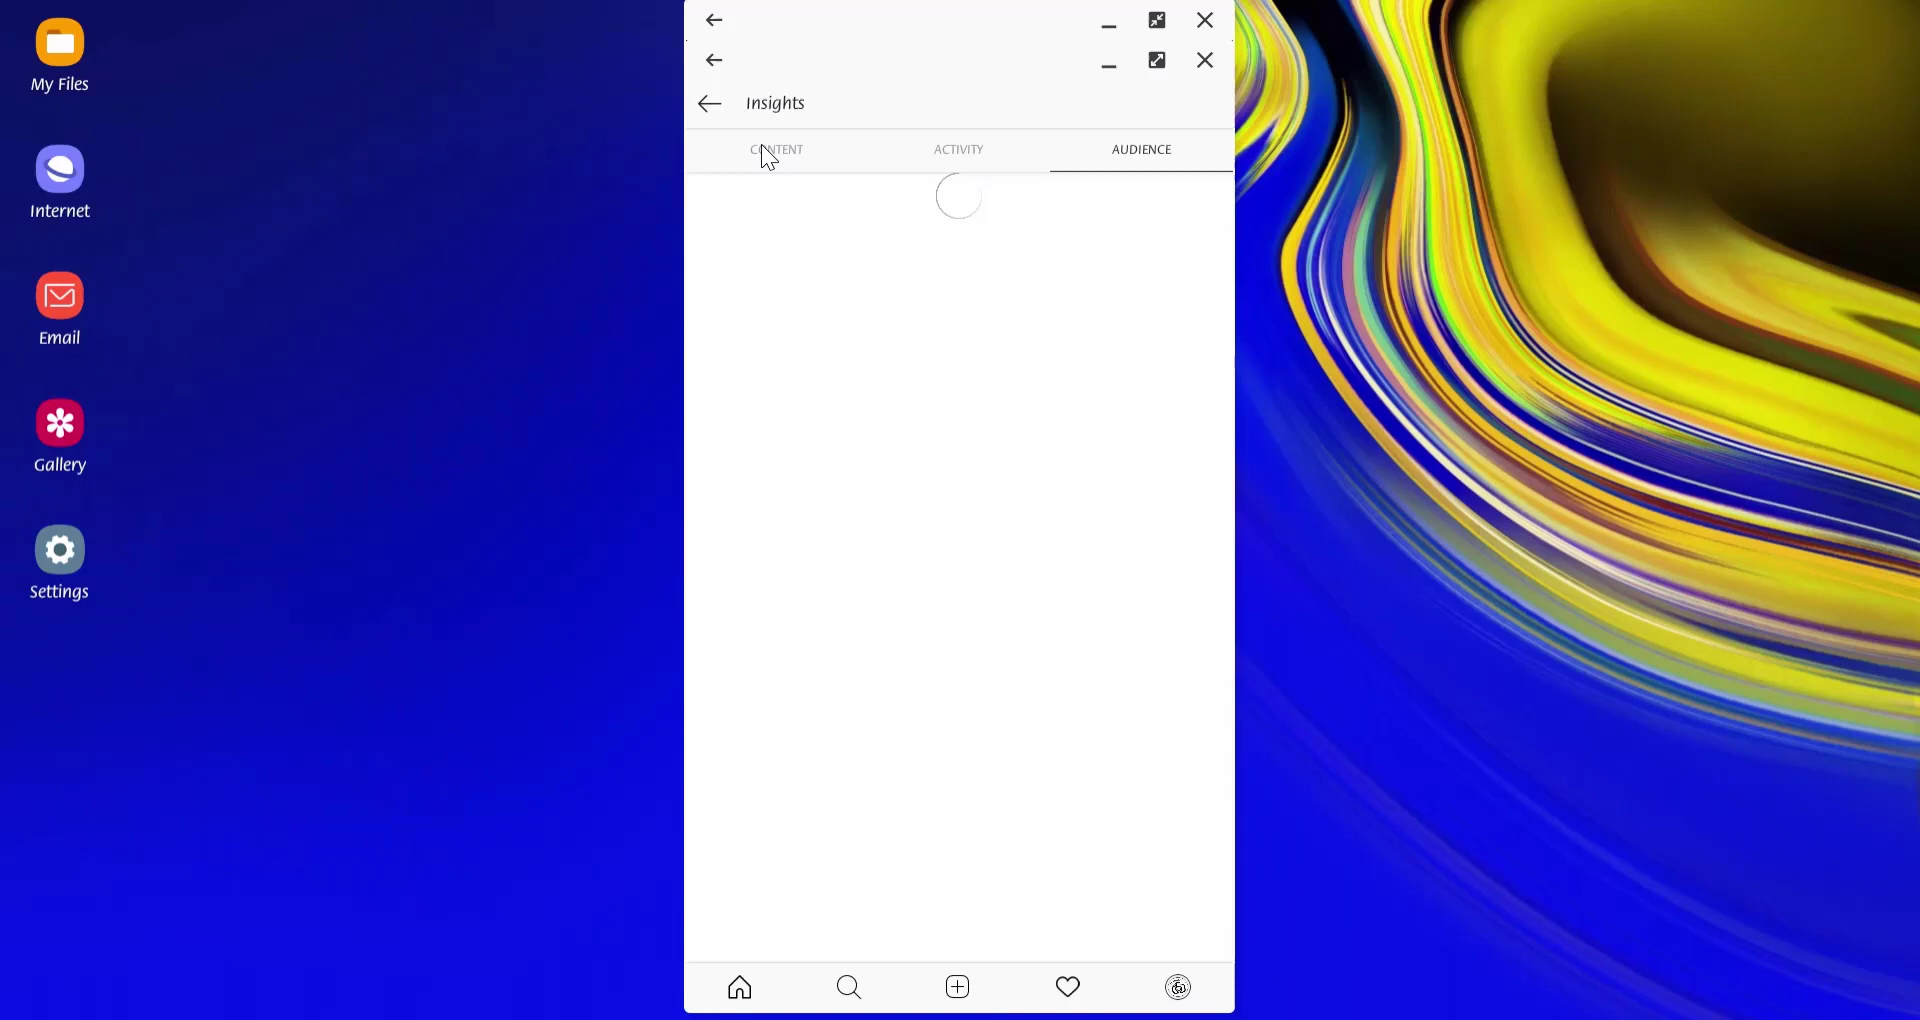 My Files
Internet
Email
Gallery
Settings
Insights
CONTENT
ACTIVITY
AUDIENCE